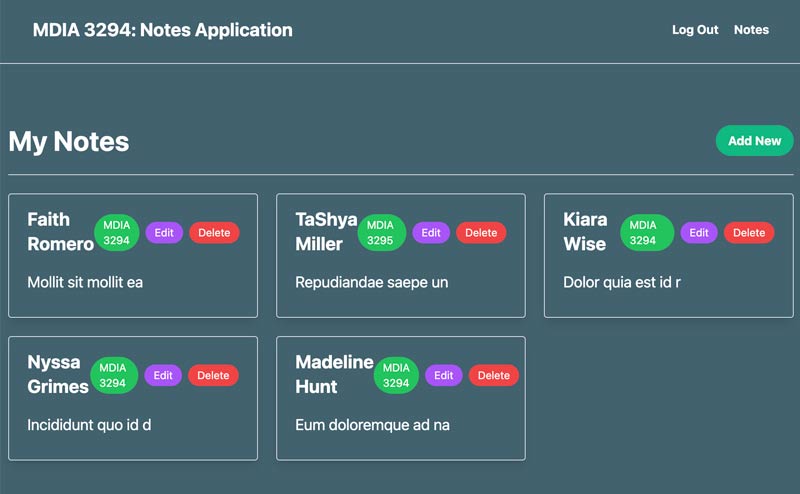 MDIA 3294: Notes Application
Log Out
Notes
My Notes
Add New
Faith
Romero
MDIA
3294
Edit
Delete
Mollit sit mollit ea
TaShya
Miller
MDIA
3295
Edit
Delete
Repudiandae saepe un
Kiara
Wise
MDIA
3294
Edit
Delete
Dolor quia est id r
Nyssa
Grimes
MDIA
3294
Edit
Delete
Incididunt quo id d
Madeline
Hunt
MDIA
3294
Edit
Delete
Eum doloremque ad na